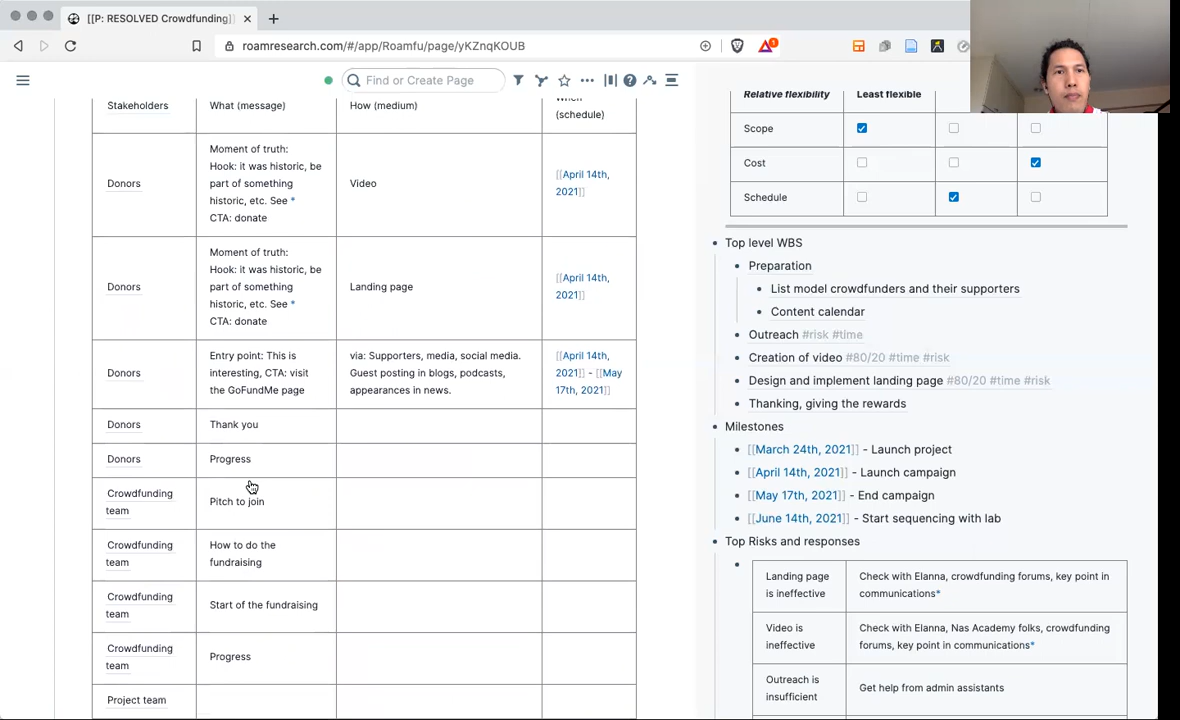 [[P: RESOLVED Crowdfunding]
roamresearch.com/#/app/Roamfu/page/yKZnqKOUB
1
Find or Create Page
Stakeholders
What (message)
How (medium)
When
(schedule)
Donors
Moment of truth:
Hook: it was historic, be
part of something
historic, etc. See *
CTA: donate
Video
[[April 14th,
2021]]
Donors
Moment of truth:
Hook: it was historic, be
part of something
historic, etc. See *
CTA: donate
Landing page
[[April 14th,
2021]]
Donors
Entry point: This is
interesting, CTA: visit
the GoFundMe page
via: Supporters, media, social media.
Guest posting in blogs, podcasts,
appearances in news.
[[April 14th,
2021]] - [[May
17th, 2021]]
Donors
Thank you
Donors
Progress
Crowdfunding
team
Pitch to join
Crowdfunding
team
How to do the
fundraising
Crowdfunding
team
Start of the fundraising
Crowdfunding
team
Progress
Project team
Relative flexibility
Least flexible
Scope
Cost
Schedule
Top level WBS
Preparation
List model crowdfunders and their supporters
Content calendar
Outreach #risk #time
Creation of video #80/20 #time #risk
Design and implement landing page #80/20 #time #risk
Thanking, giving the rewards
Milestones
[[March 24th, 2021]] - Launch project
[[April 14th, 2021]] - Launch campaign
[[May 17th, 2021]] - End campaign
[[June 14th, 2021]] - Start sequencing with lab
Top Risks and responses
Landing page
is ineffective
Check with Elanna, crowdfunding forums, key point in
communications*
Video is
ineffective
Check with Elanna, Nas Academy folks, crowdfunding
forums, key point in communications*
Outreach is
insufficient
Get help from admin assistants